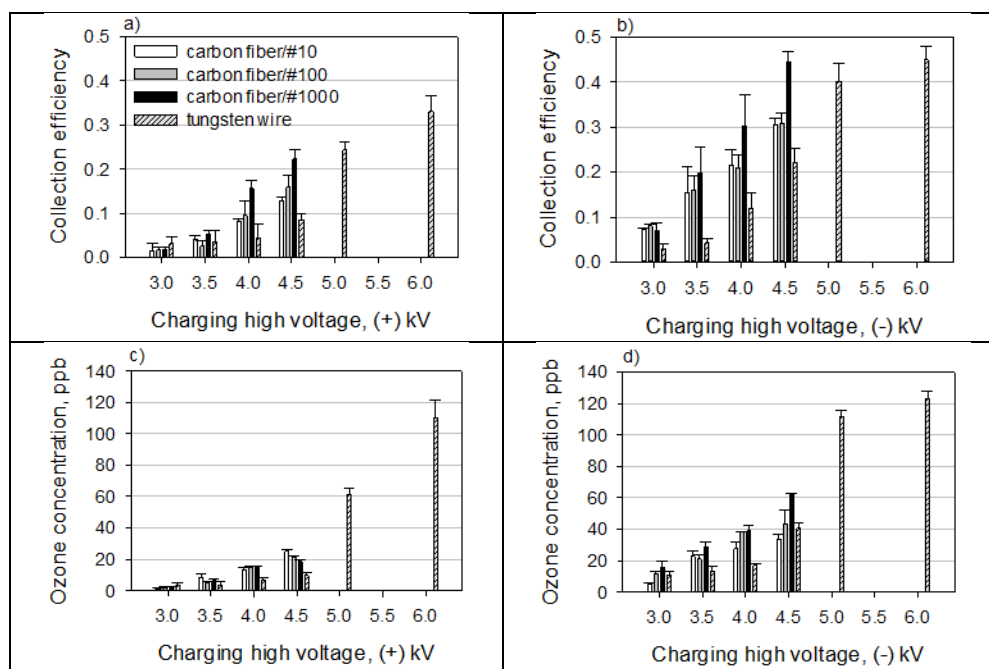 a)
0.5
0.4
0.3
0.2
0.1
0.0
Collection efficiency
carbon fiber/#10
carbon fiber/#100
carbon fiber/#1000
tungsten wire
3.0 3.5 4.0 4.5 5.0 5.5 6.0
Charging high voltage, (+) kV
b)
0.5
0.4
0.3
0.2
0.1
0.0
Collection efficiency
3.0 3.5 4.0 4.5 5.0 5.5 6.0
Charging high voltage, (-) kV
c)
140
120
100
80
60
40
20
0
Ozone concentration, ppb
3.0 3.5 4.0 4.5 5.0 5.5 6.0
Charging high voltage, (+) kV
d)
140
120
100
80
60
40
20
0
Ozone concentration, ppb
3.0 3.5 4.0 4.5 5.0 5.5 6.0
Charging high voltage, (-) kV